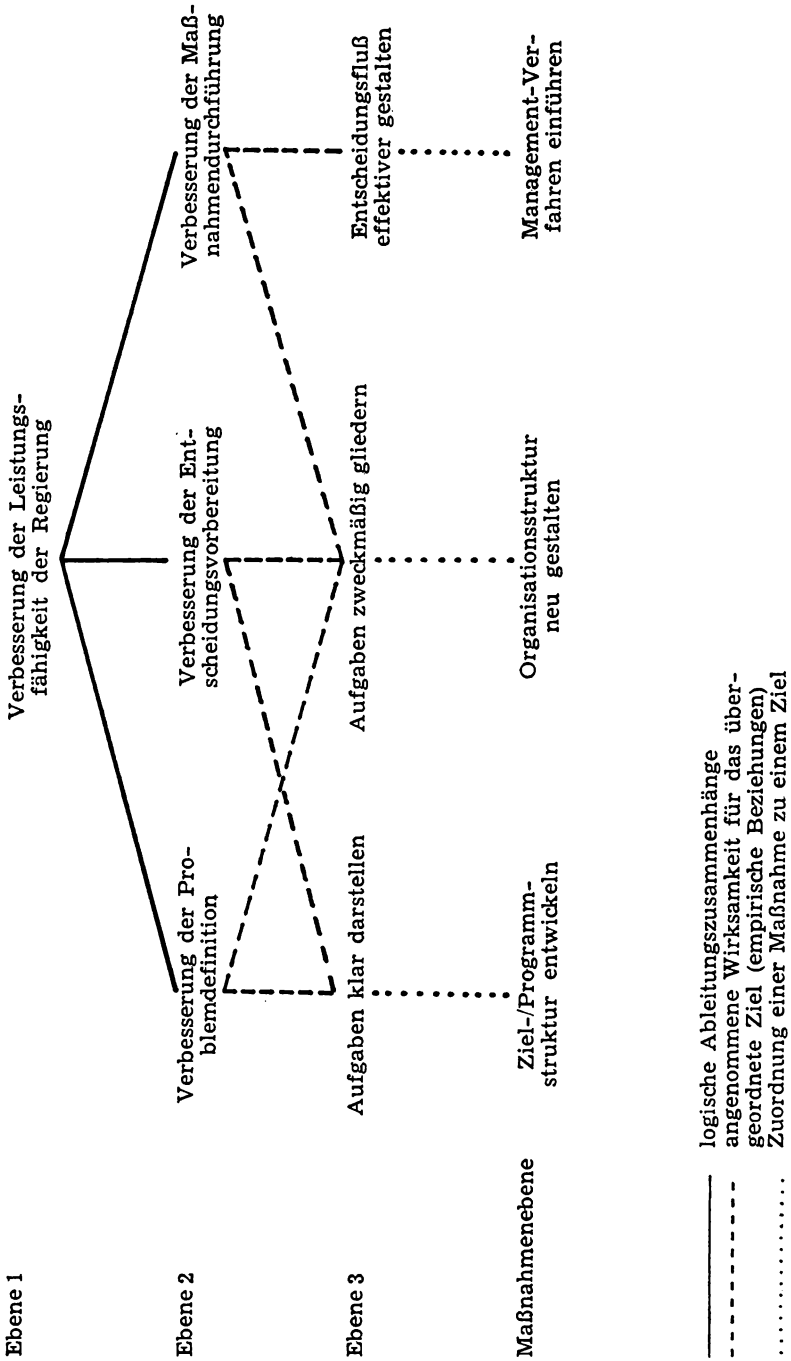 Ebene 1
Verbesserung der Leistungs-
fähigkeit der Regierung
Ebene 2
Verbesserung der Pro-
blemdefinition
Verbesserung der Ent-
scheidungsvorbereitung
Verbesserung der Maß-
nahmendurchführung
Ebene 3
Aufgaben klar darstellen
Aufgaben zweckmäßig gliedern
Entscheidungsfluß
effektiver gestalten
Maßnahmenebene
Ziel-/Programm-
struktur entwickeln
Organisationsstruktur
neu gestalten
Management-Ver-
fahren einführen
logische Ableitungszusammenhänge
angenommene Wirksamkeit für das über-
geordnete Ziel (empirische Beziehungen)
Zuordnung einer Maßnahme zu einem Ziel